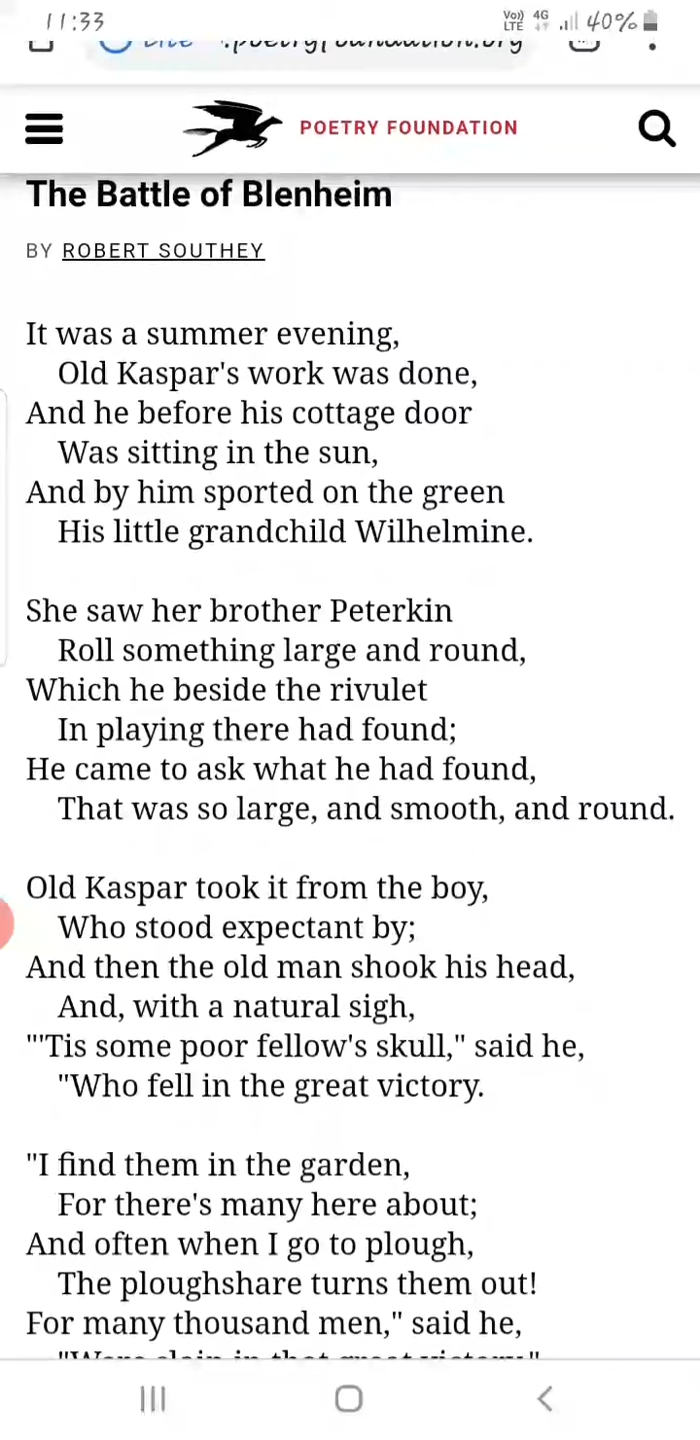 11:33
Vo)) 4G
LTE
40%
POETRY FOUNDATION
The Battle of Blenheim
BY ROBERT SOUTHEY
It was a summer evening,
Old Kaspar's work was done,
And he before his cottage door
Was sitting in the sun,
And by him sported on the green
His little grandchild Wilhelmine.
She saw her brother Peterkin
Roll something large and round,
Which he beside the rivulet
In playing there had found;
He came to ask what he had found,
That was so large, and smooth, and round.
Old Kaspar took it from the boy,
Who stood expectant by;
And then the old man shook his head,
And, with a natural sigh,
"'Tis some poor fellow's skull," said he,
"Who fell in the great victory.
"I find them in the garden,
For there's many here about;
And often when I go to plough,
The ploughshare turns them out!
For many thousand men," said he,